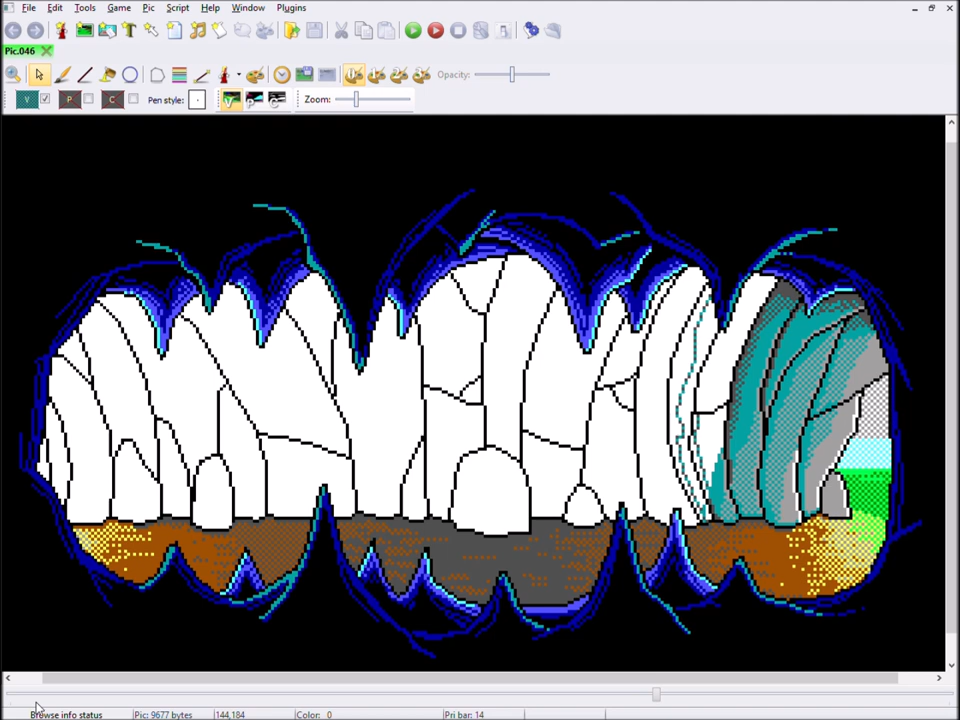 File Edit Tools Game Pic Script Help Window Plugins
Pic.046
Opacity:
V P C Pen style: V P C Zoom:
Browse info status Pic: 9677 bytes 144,184 Color: 0 Pri bar: 14